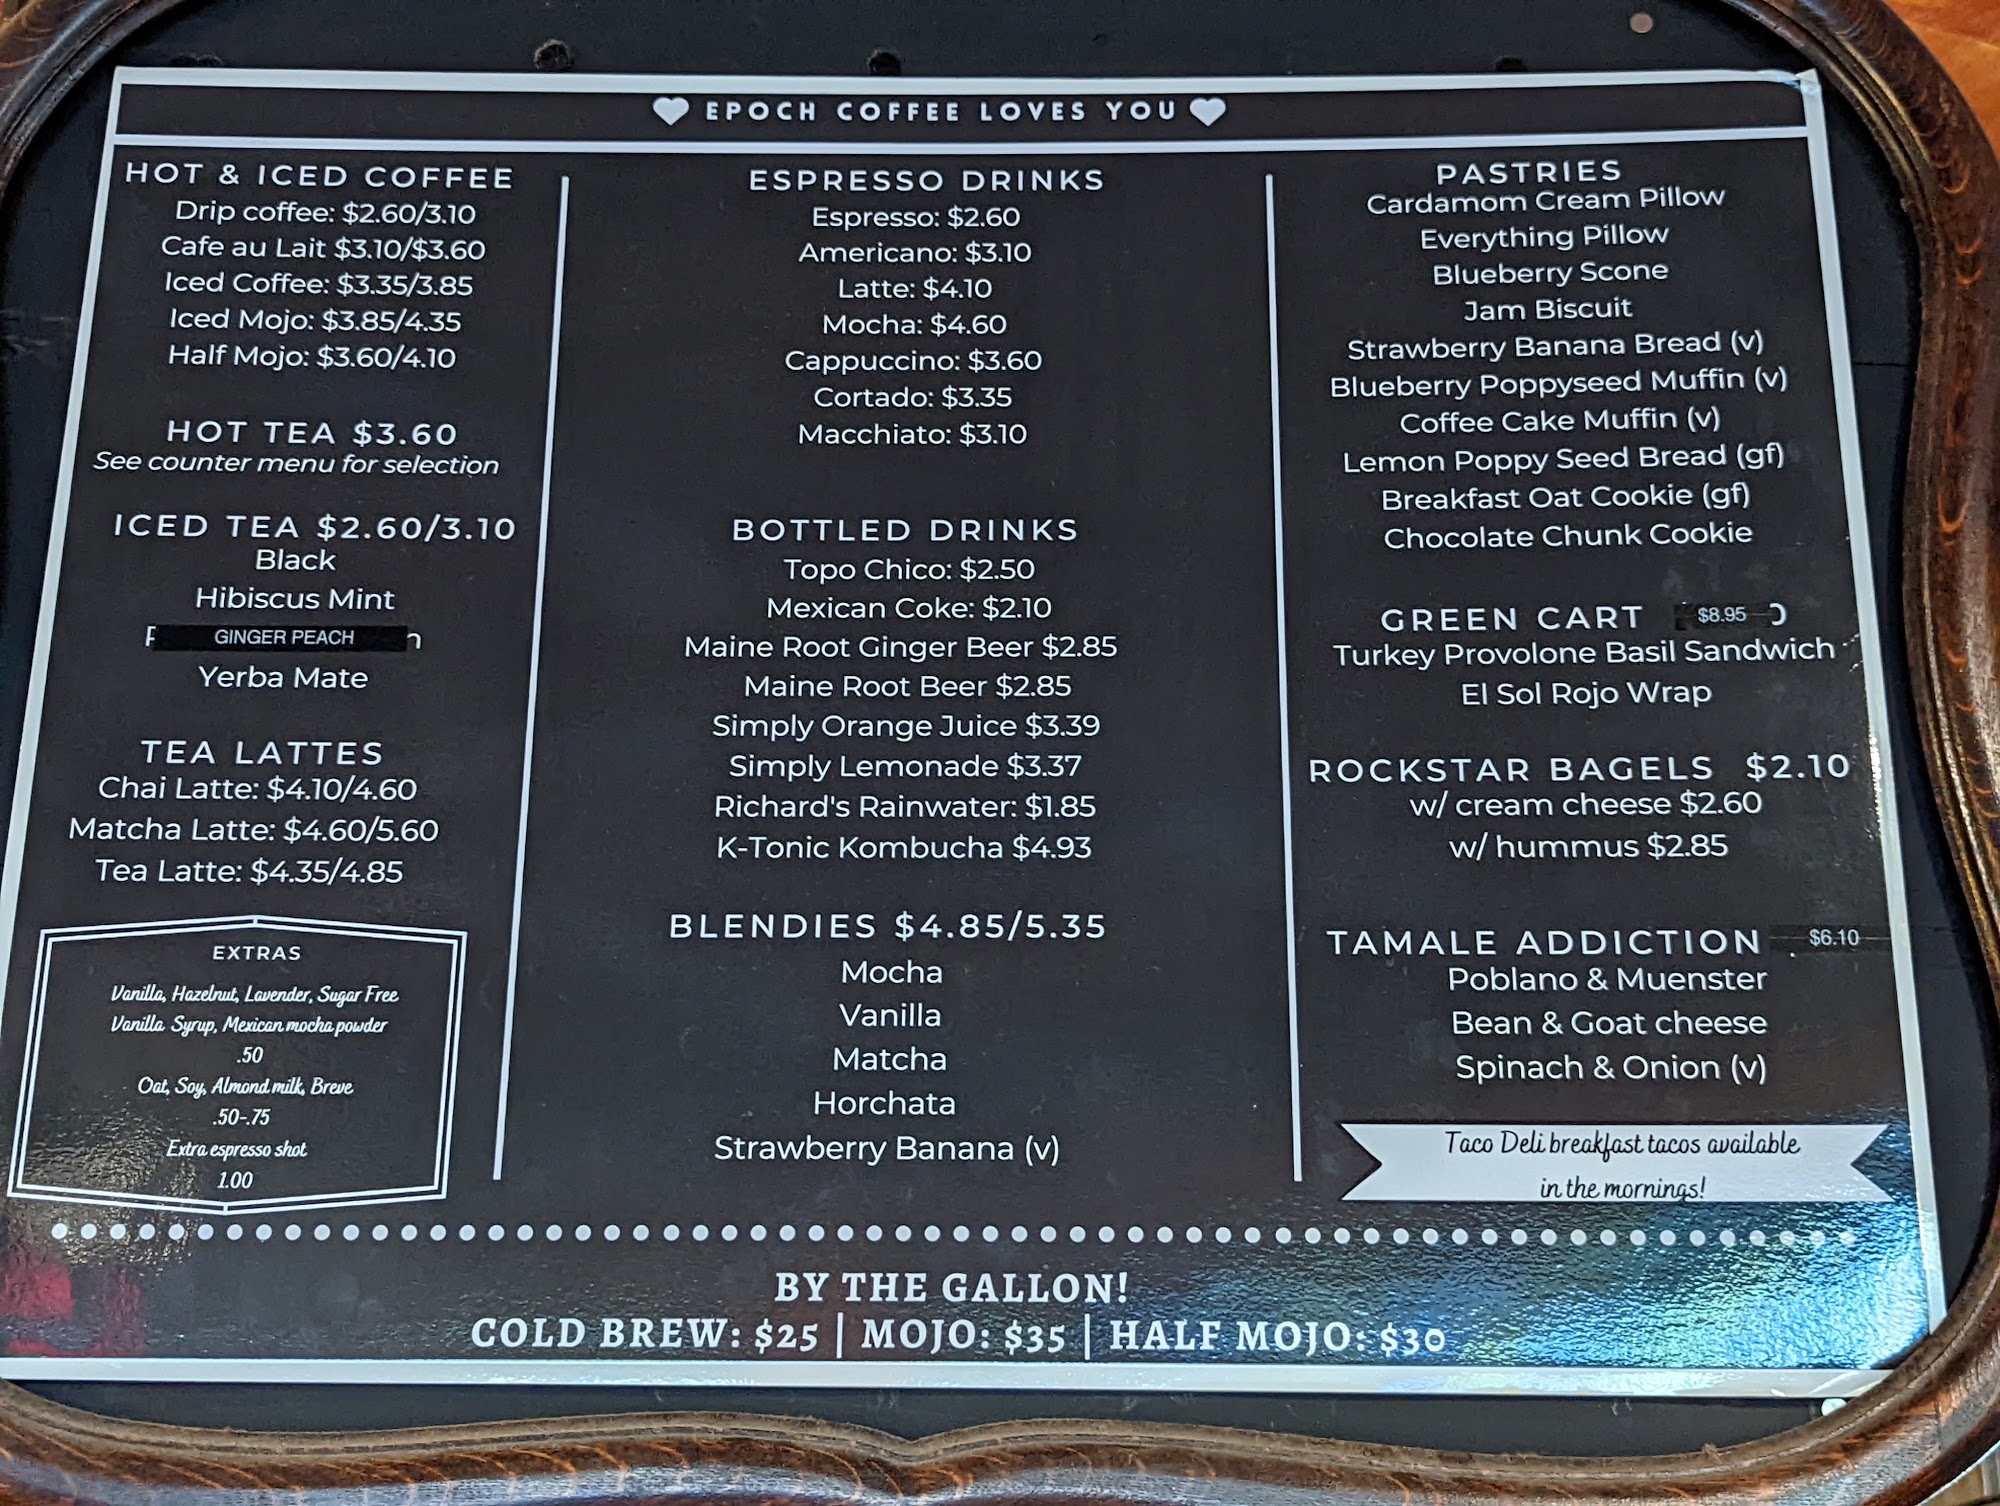 EPOCH COFFEE LOVES YOU
HOT & ICED COFFEE
Drip coffee: $2.60/3.10
Cafe au Lait $3.10/$3.60
Iced Coffee: $3.35/3.85
Iced Mojo: $3.85/4.35
Half Mojo: $3.60/4.10
HOT TEA $3.60
See counter menu for selection
ICED TEA $2.60/3.10
Black
Hibiscus Mint
GINGER PEACH
Yerba Mate
TEA LATTES
Chai Latte: $4.10/4.60
Matcha Latte: $4.60/5.60
Tea Latte: $4.35/4.85
EXTRAS
Vanilla, Hazelnut, Lavender, Sugar Free
Vanilla Syrup, Mexican mocha powder
.50
Oat, Soy, Almond milk, Breve
.50-.75
Extra espresso shot
1.00
ESPRESSO DRINKS
Espresso: $2.60
Americano: $3.10
Latte: $4.10
Mocha: $4.60
Cappuccino: $3.60
Cortado: $3.35
Macchiato: $3.10
BOTTLED DRINKS
Topo Chico: $2.50
Mexican Coke: $2.10
Maine Root Ginger Beer $2.85
Maine Root Beer $2.85
Simply Orange Juice $3.39
Simply Lemonade $3.37
Richard's Rainwater: $1.85
K-Tonic Kombucha $4.93
BLENDIES $4.85/5.35
Mocha
Vanilla
Matcha
Horchata
Strawberry Banana (v)
PASTRIES
Cardamom Cream Pillow
Everything Pillow
Blueberry Scone
Jam Biscuit
Strawberry Banana Bread (v)
Blueberry Poppyseed Muffin (v)
Coffee Cake Muffin (v)
Lemon Poppy Seed Bread (gf)
Breakfast Oat Cookie (gf)
Chocolate Chunk Cookie
GREEN CART $8.95
Turkey Provolone Basil Sandwich
El Sol Rojo Wrap
ROCKSTAR BAGELS $2.10
w/ cream cheese $2.60
w/ hummus $2.85
TAMALE ADDICTION $6.10
Poblano & Muenster
Bean & Goat cheese
Spinach & Onion (v)
Taco Deli breakfast tacos available
in the mornings!
BY THE GALLON!
COLD BREW: $25 | MOJO: $35 | HALF MOJO: $30